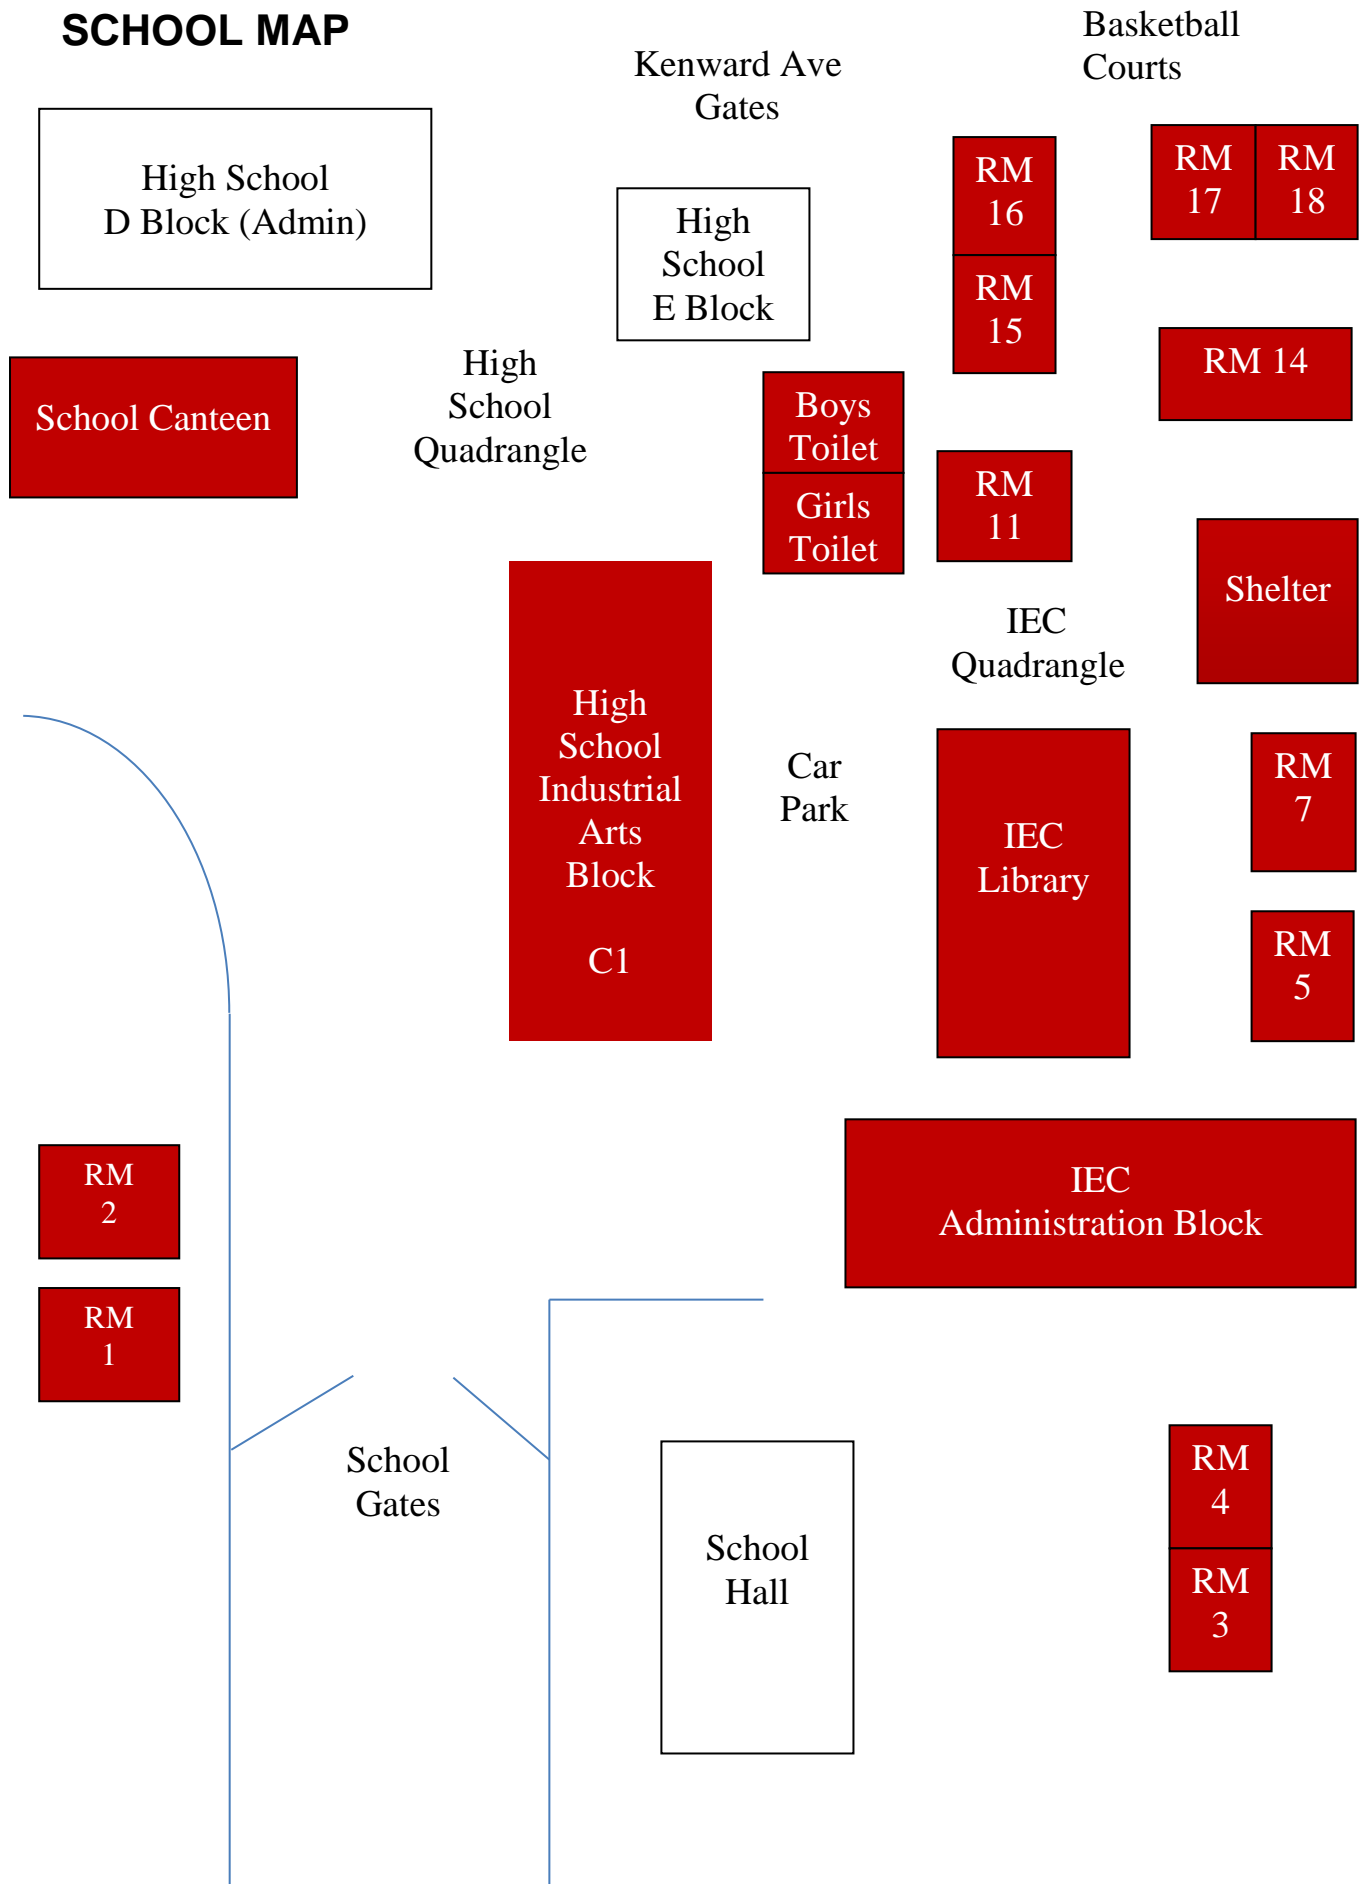 SCHOOL MAP
Basketball
Courts
Kenward Ave
Gates
High School
D Block (Admin)
High
School
E Block
RM
16
RM
15
RM
17
RM
18
RM 14
School Canteen
High
School
Quadrangle
Boys
Toilet
Girls
Toilet
RM
11
Shelter
IEC
Quadrangle
High
School
Industrial
Arts
Block
C1
Car
Park
IEC
Library
RM
7
RM
5
RM
2
RM
1
IEC
Administration Block
School
Gates
School
Hall
RM
4
RM
3